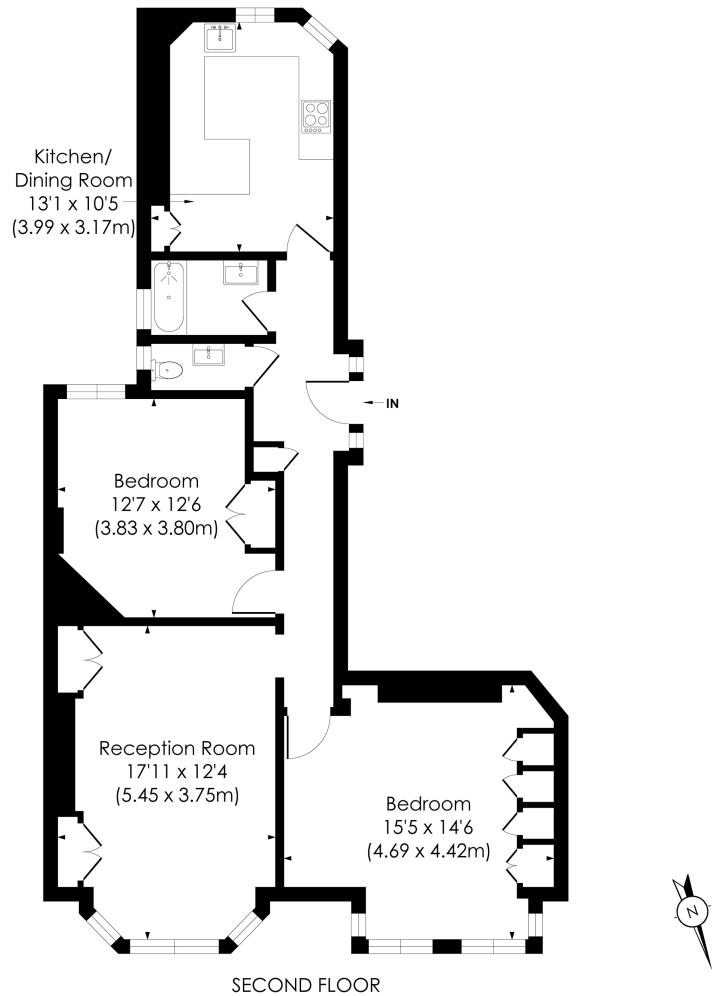 Kitchen/
Dining Room
13'1 x 10'5
(3.99 x 3.17m)
IN
Bedroom
12'7 x 12'6
(3.83 x 3.80m)
Reception Room
17'11 x 12'4
(5.45 x 3.75m)
Bedroom
15'5 x 14'6
(4.69 x 4.42m)
N
SECOND FLOOR